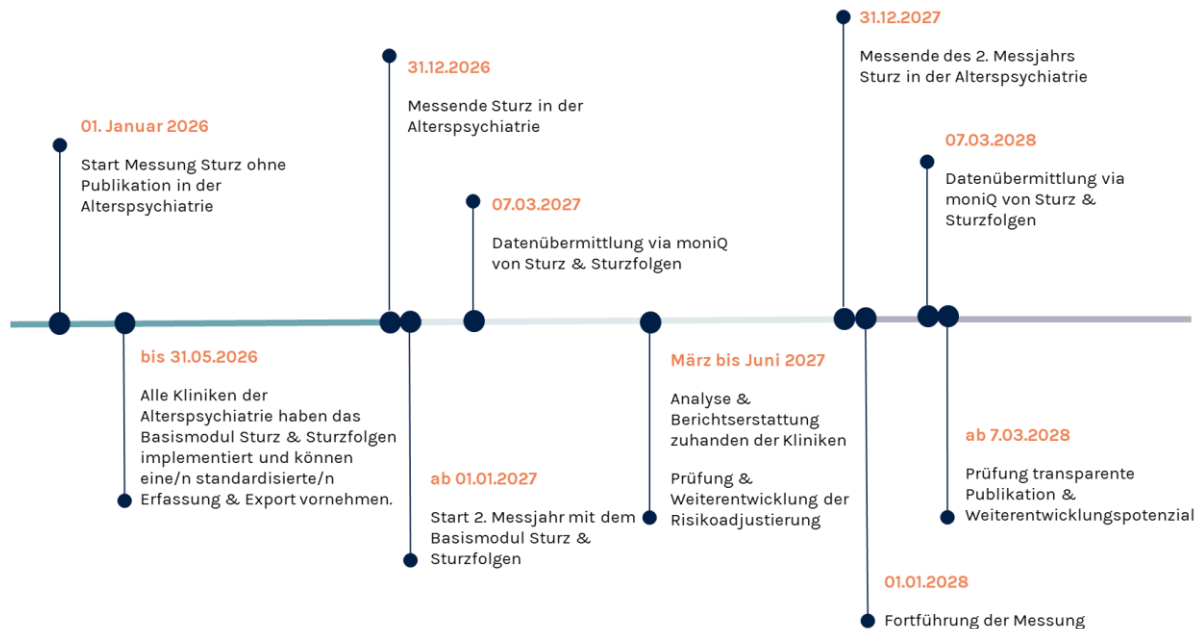 01. Januar 2026
Start Messung Sturz ohne
Publikation in der
Alterspsychiatrie
bis 31.05.2026
Alle Kliniken der
Alterspsychiatrie haben das
Basismodul Sturz & Sturzfolgen
implementiert und können
eine/n standardisierte/n
Erfassung & Export vornehmen.
31.12.2026
Messende Sturz in der
Alterspsychiatrie
ab 01.01.2027
Start 2. Messjahr mit dem
Basismodul Sturz &
Sturzfolgen
07.03.2027
Datenübermittlung via moniQ
von Sturz & Sturzfolgen
März bis Juni 2027
Analyse &
Berichtserstattung
zuhanden der Kliniken
Prüfung &
Weiterentwicklung der
Risikoadjustierung
31.12.2027
Messende des 2. Messjahrs
Sturz in der Alterspsychiatrie
01.01.2028
Fortführung der Messung
07.03.2028
Datenübermittlung via
moniQ von Sturz &
Sturzfolgen
ab 7.03.2028
Prüfung transparente
Publikation &
Weiterentwicklungspotenzial